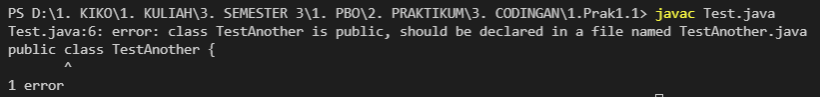 PS D:\1. KIKO\1. KULIAH\3. SEMESTER 3\1. PBO\2. PRAKTIKUM\3. CODINGAN\1.Prak1.1> javac Test.java
Test.java:6: error: class TestAnother is public, should be declared in a file named TestAnother.java
public class TestAnother {
       ^
1 error